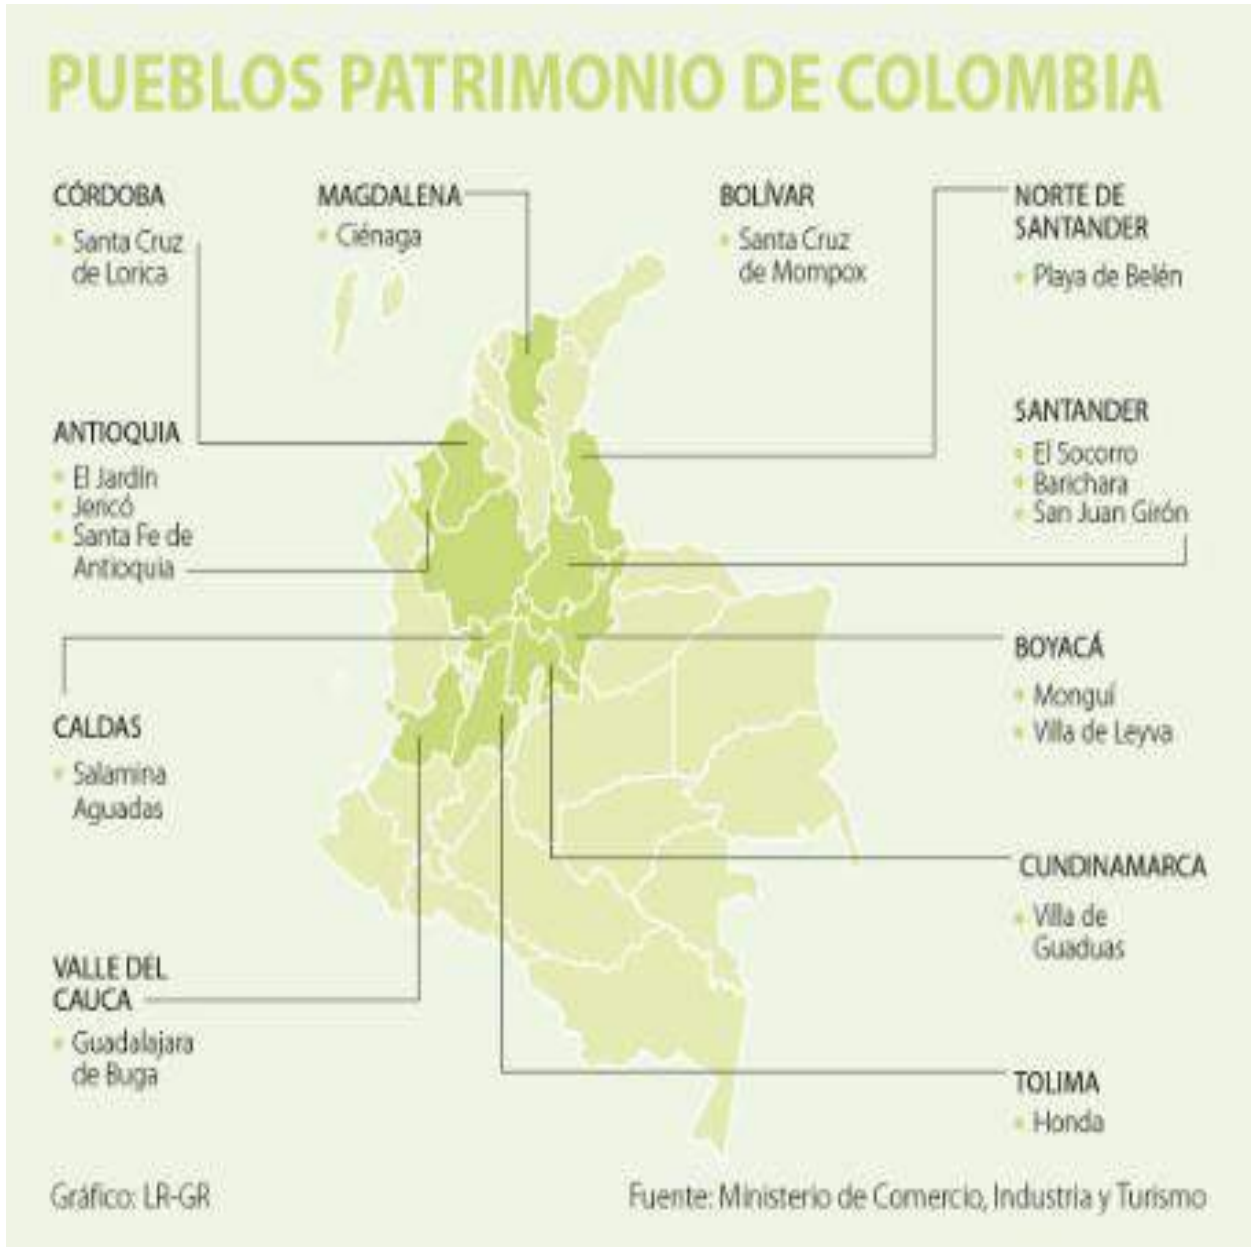 PUEBLOS PATRIMONIO DE COLOMBIA
CÓRDOBA
Santa Cruz
de Lorica
MAGDALENA
Ciénaga
BOLÍVAR
Santa Cruz
de Mompox
NORTE DE
SANTANDER
Playa de Belén
ANTIOQUIA
El Jardín
Jericó
Santa Fe de
Antioquia
SANTANDER
El Socorro
Barichara
San Juan Girón
BOYACÁ
Monguí
Villa de Leyva
CALDAS
Salamina
Aguadas
CUNDINAMARCA
Villa de
Guaduas
VALLE DEL
CAUCA
Guadalajara
de Buga
TOLIMA
Honda
Gráfico: LR-GR
Fuente: Ministerio de Comercio, Industria y Turismo